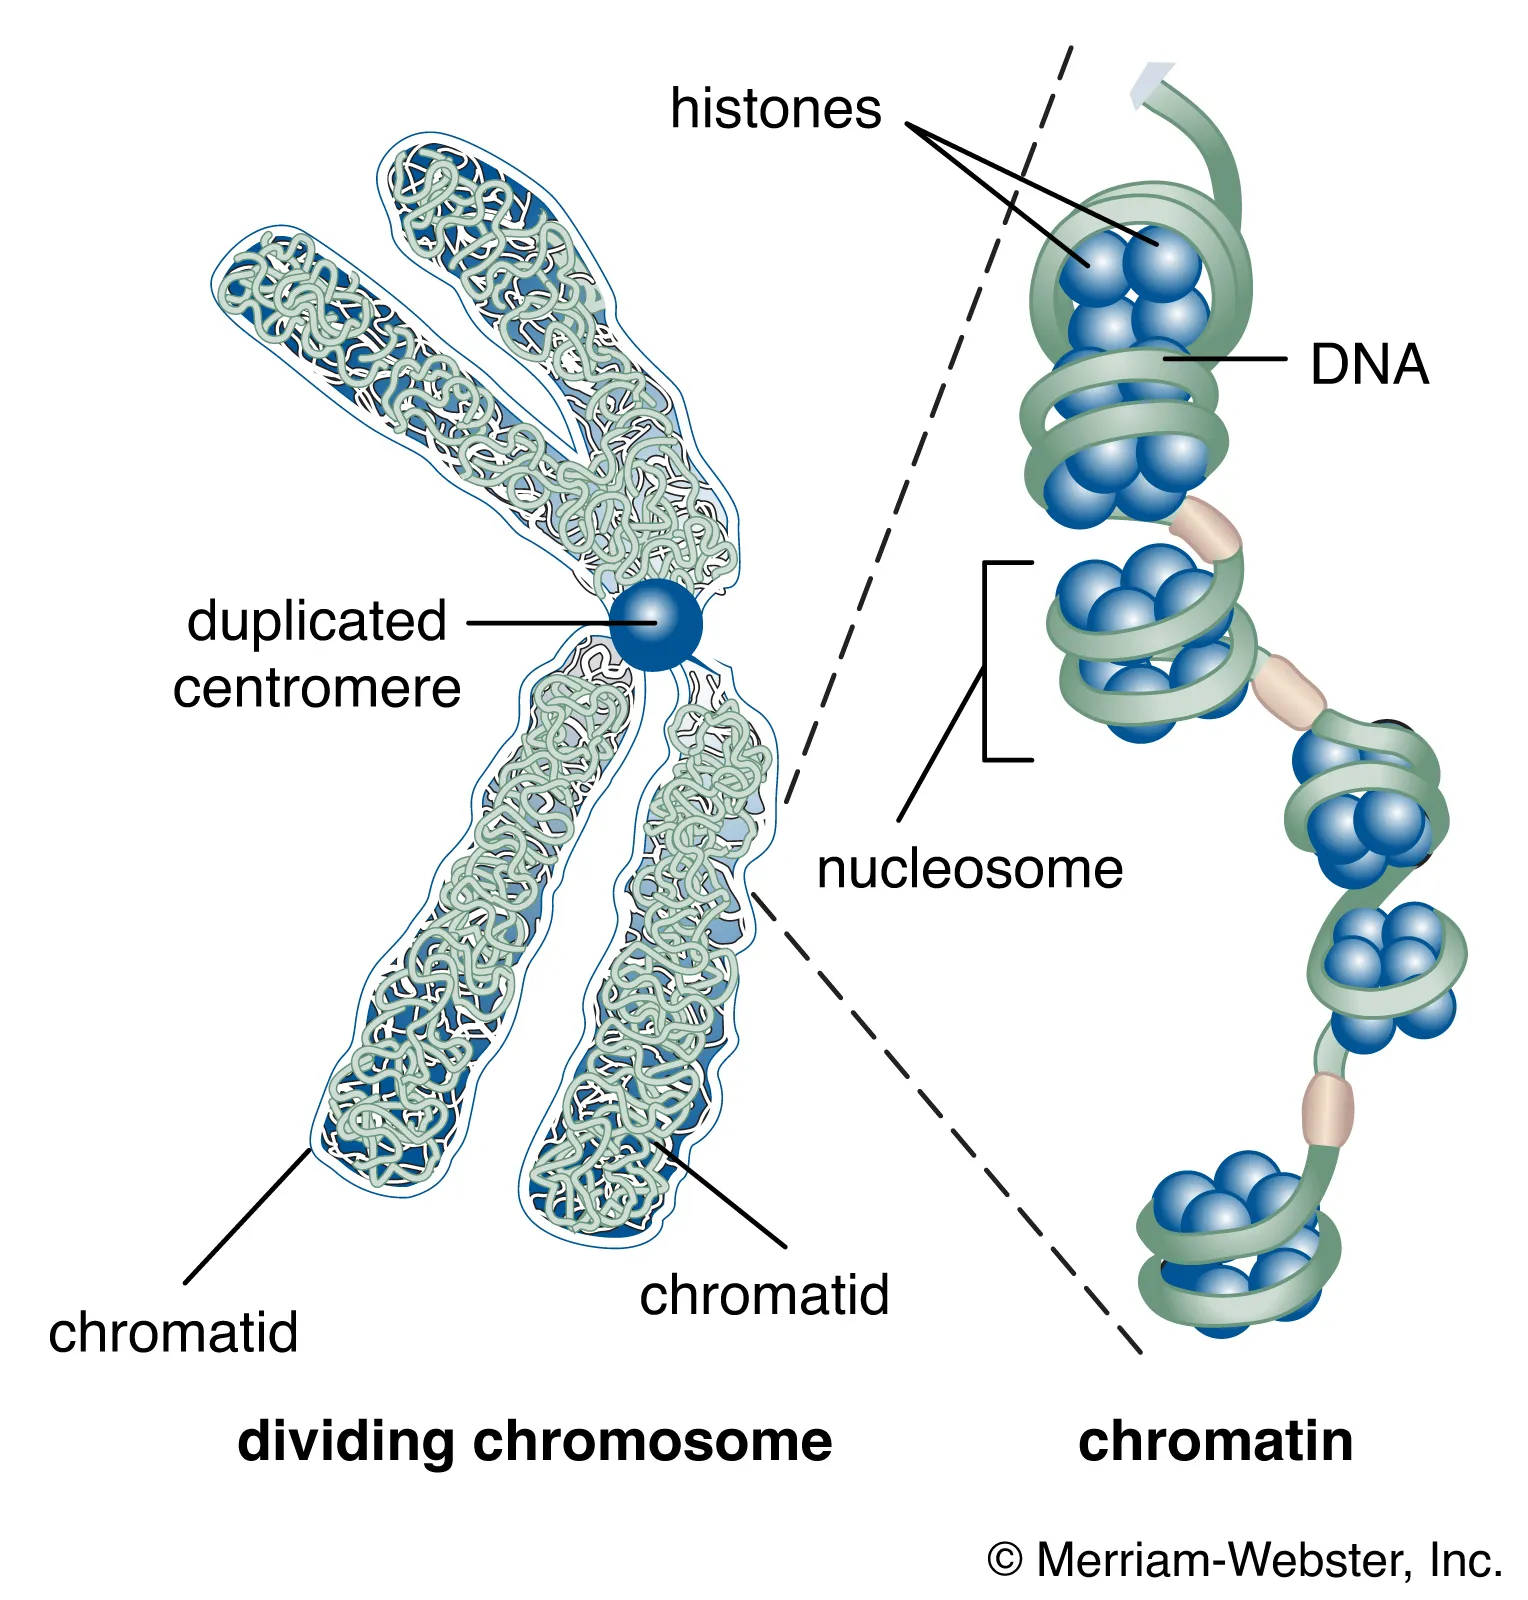 histones
DNA
duplicated
centromere
nucleosome
chromatid
chromatid
dividing chromosome
chromatin
© Merriam-Webster, Inc.